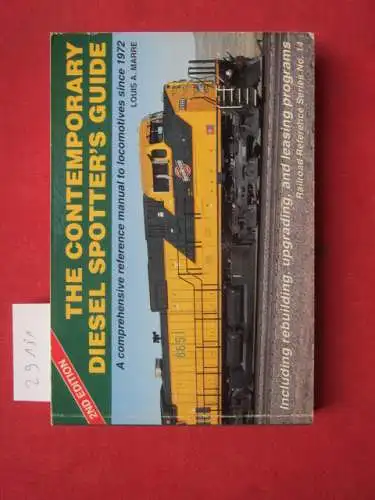 THE CONTEMPORARY
DIESEL SPOTTER'S GUIDE
2ND EDITION
A comprehensive reference manual to locomotives since 1972
LOUIS A. MARRE
8651
Including rebuilding, upgrading, and leasing programs
Railroad Reference Series No. 14